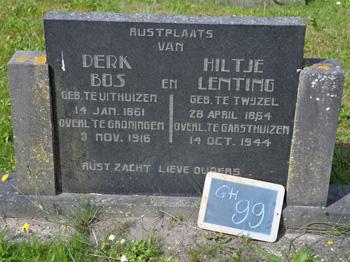 RUSTPLAATS
VAN
DERK
BOS
GEB. TE UITHUIZEN
14 JAN. 1861
OVERL. TE GRONINGEN
3 NOV. 1916
EN
HILTJE
LENTING
GEB. TE TWIJZEL
28 APRIL 1864
OVERL. TE GARSTHUIZEN
14 OCT. 1944
RUST ZACHT LIEVE OUDERS
GH
99